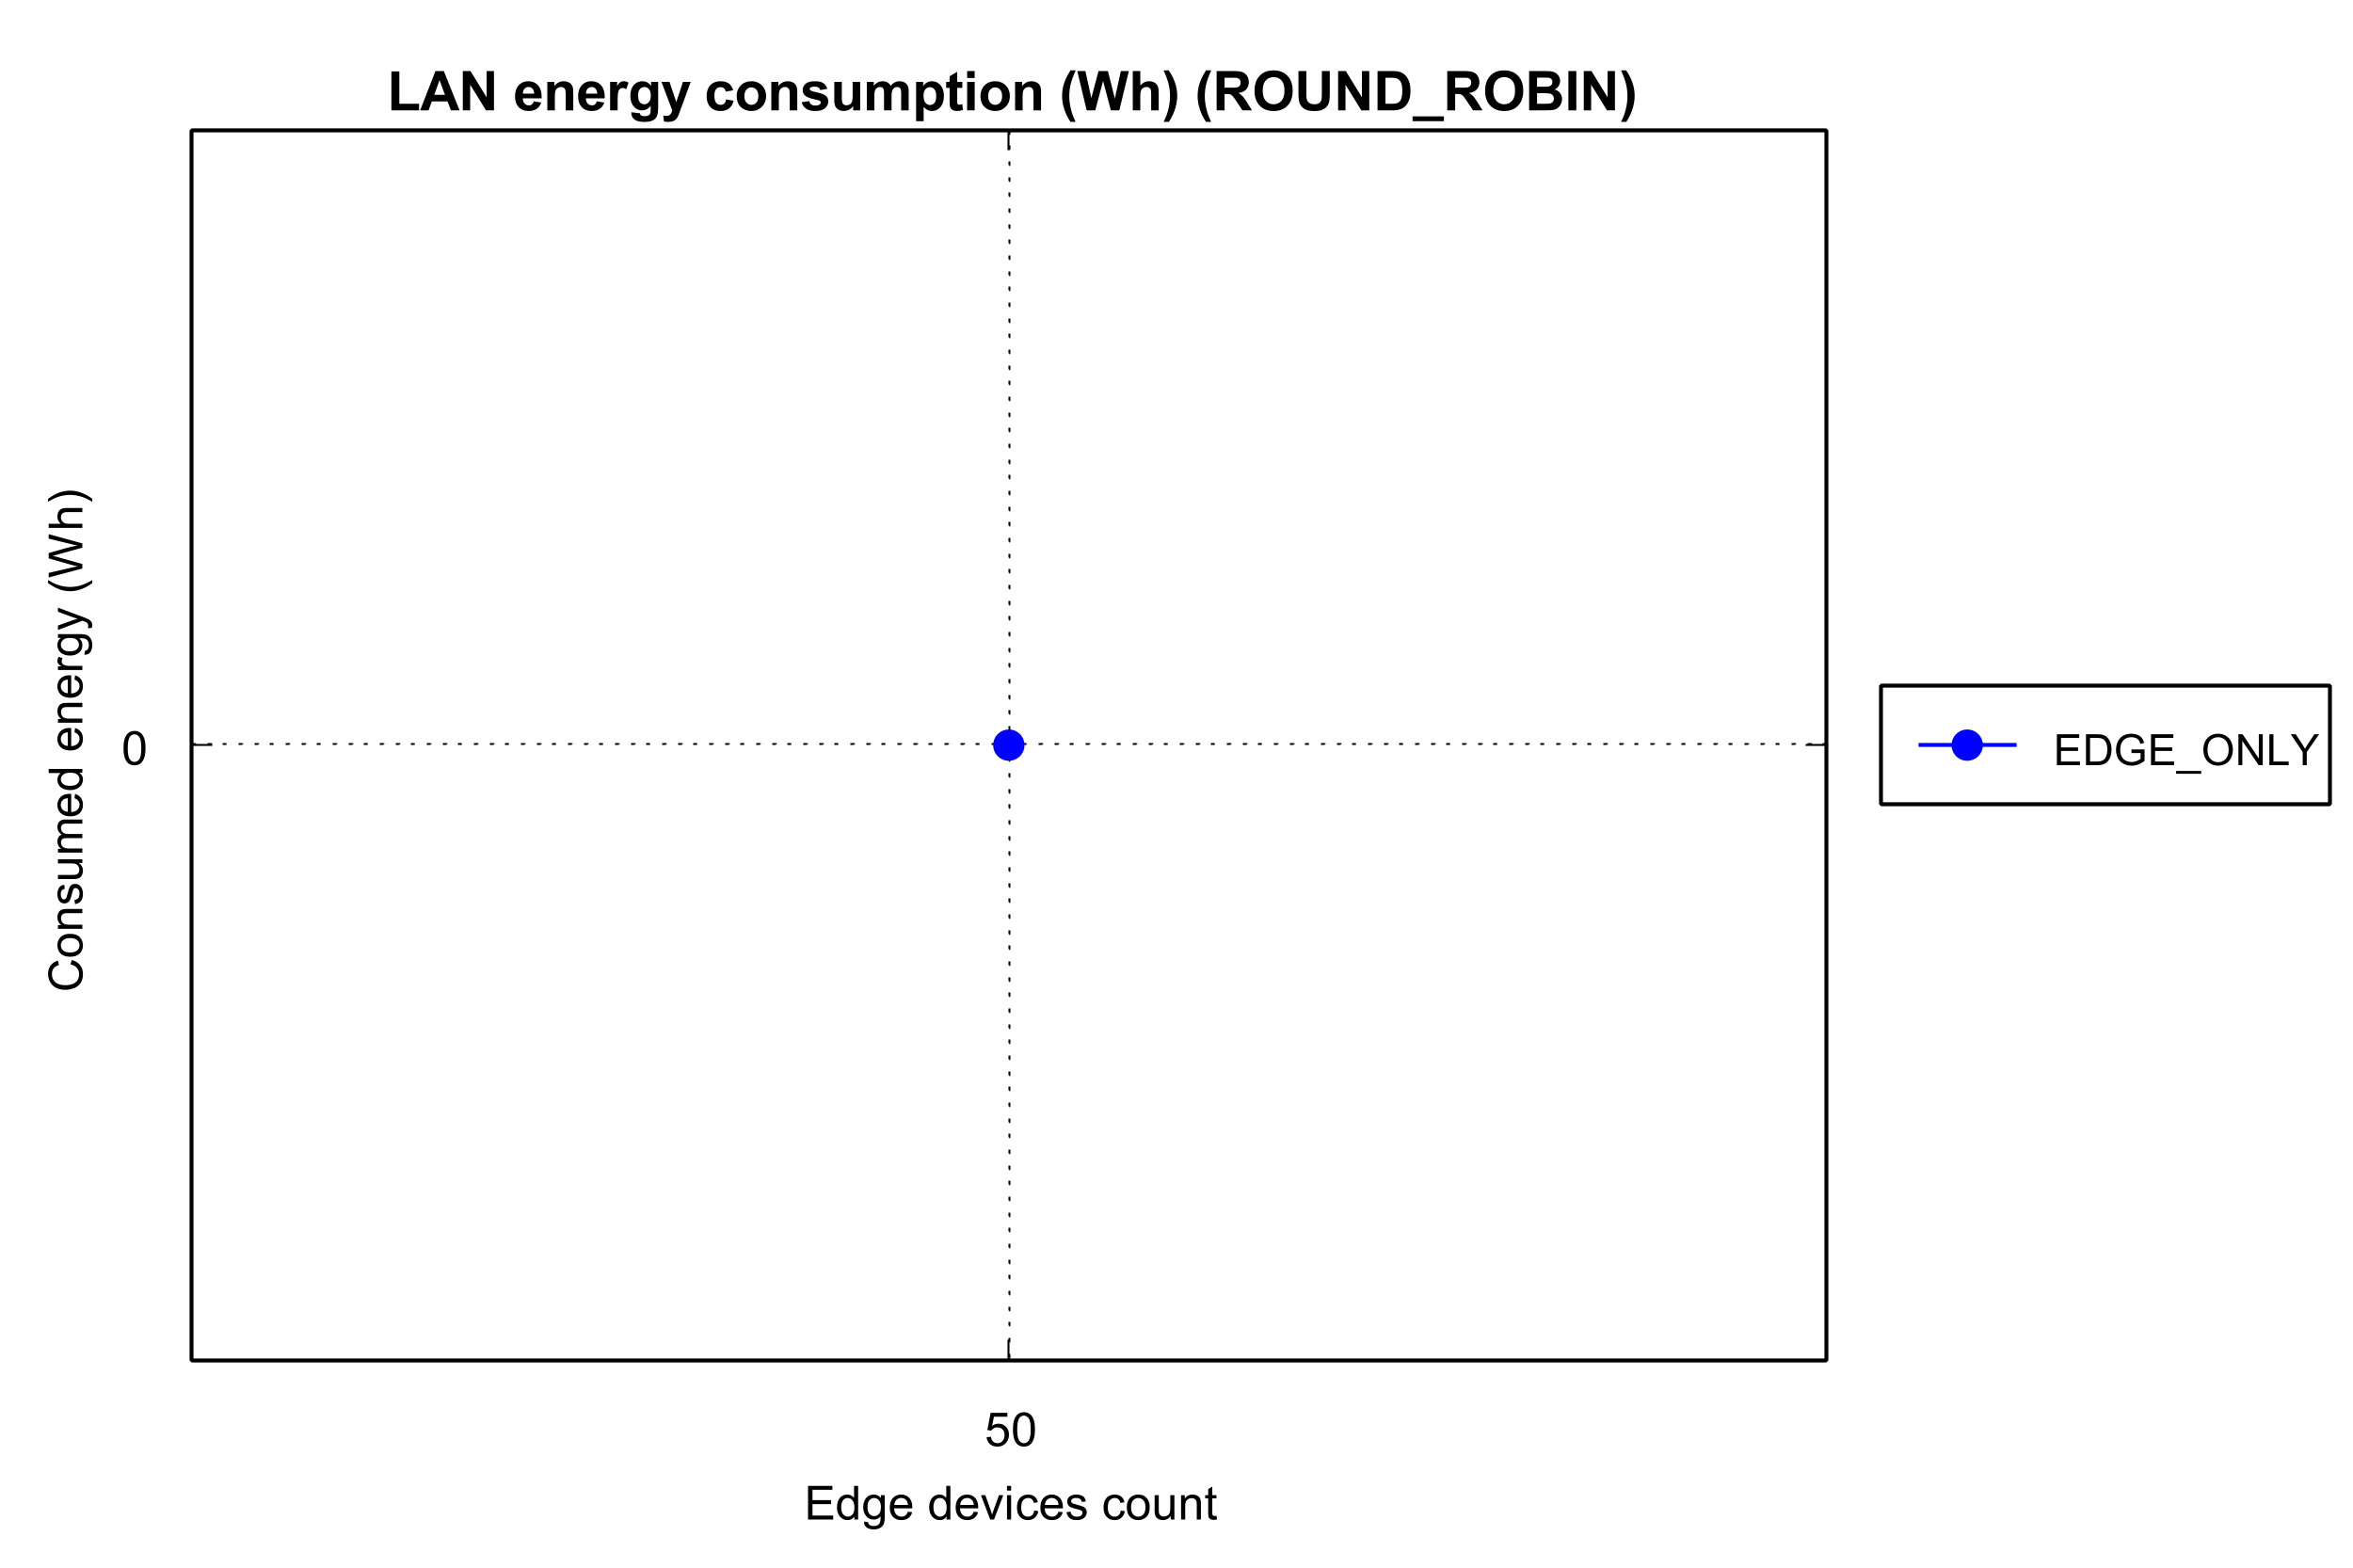 LAN energy consumption (Wh) (ROUND_ROBIN)
Consumed energy (Wh)
0
EDGE_ONLY
50
Edge devices count